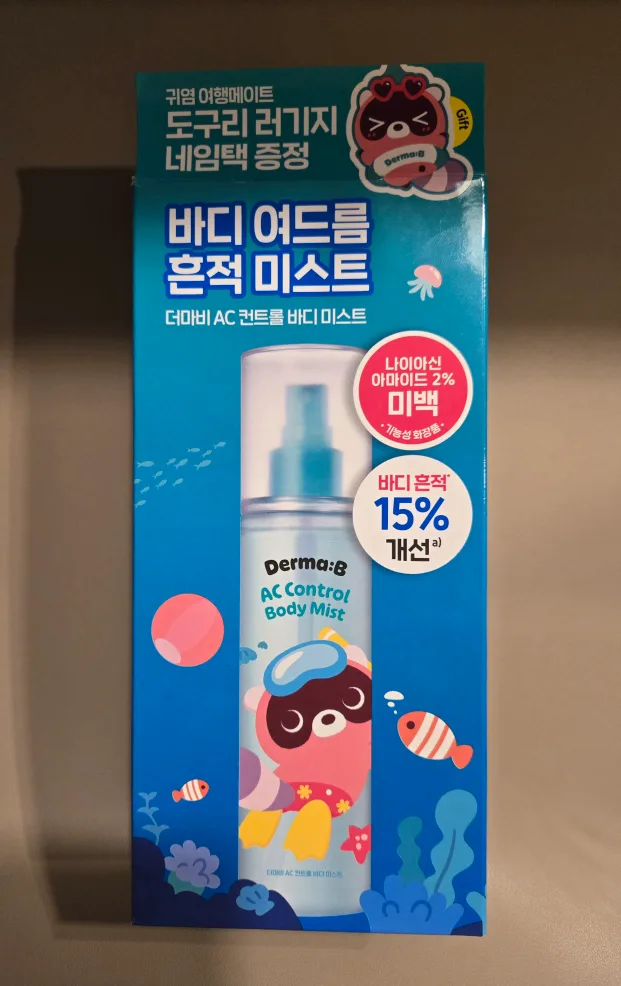 귀염 여행메이트
도구리 러기지
네임택 증정
Gift
Derma:B
바디 여드름
흔적 미스트
더마비 AC 컨트롤 바디 미스트
나이아신
아마이드 2%
미백
·기능성 화장품·
바디 흔적*
15%
개선a)
Derma:B
AC Control
Body Mist
더마비 AC 컨트롤 바디 미스트